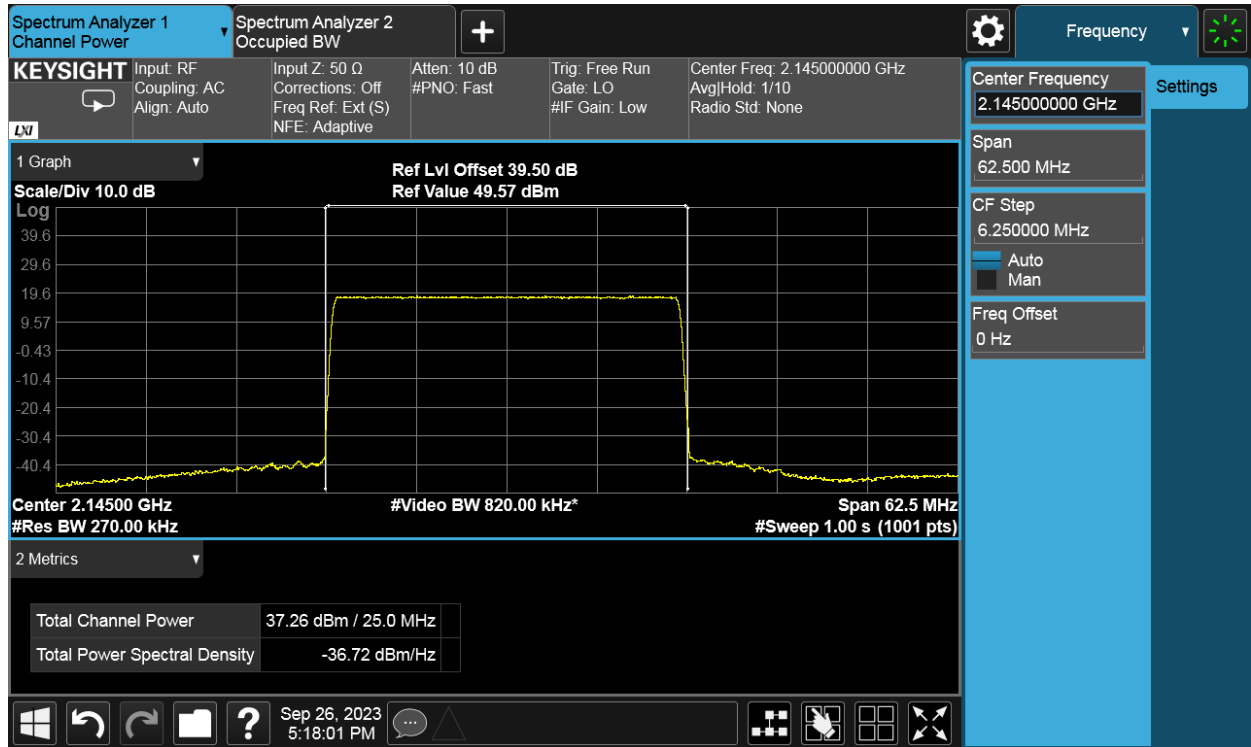 Spectrum Analyzer 1
Channel Power
Spectrum Analyzer 2
Occupied BW
Frequency
KEYSIGHT
LXI
Input: RF
Coupling: AC
Align: Auto
Input Z: 50 Ω
Corrections: Off
Freq Ref: Ext (S)
NFE: Adaptive
Atten: 10 dB
#PNO: Fast
Trig: Free Run
Gate: LO
#IF Gain: Low
Center Freq: 2.145000000 GHz
Avg|Hold: 1/10
Radio Std: None
Center Frequency
2.145000000 GHz
Settings
Span
62.500 MHz
CF Step
6.250000 MHz
Auto
Man
Freq Offset
0 Hz
1 Graph
Scale/Div 10.0 dB
Ref Lvl Offset 39.50 dB
Ref Value 49.57 dBm
Log
39.6
29.6
19.6
9.57
-0.43
-10.4
-20.4
-30.4
-40.4
Center 2.14500 GHz
#Video BW 820.00 kHz*
Span 62.5 MHz
#Res BW 270.00 kHz
#Sweep 1.00 s (1001 pts)
2 Metrics
Total Channel Power 37.26 dBm / 25.0 MHz
Total Power Spectral Density -36.72 dBm/Hz
?
Sep 26, 2023
5:18:01 PM